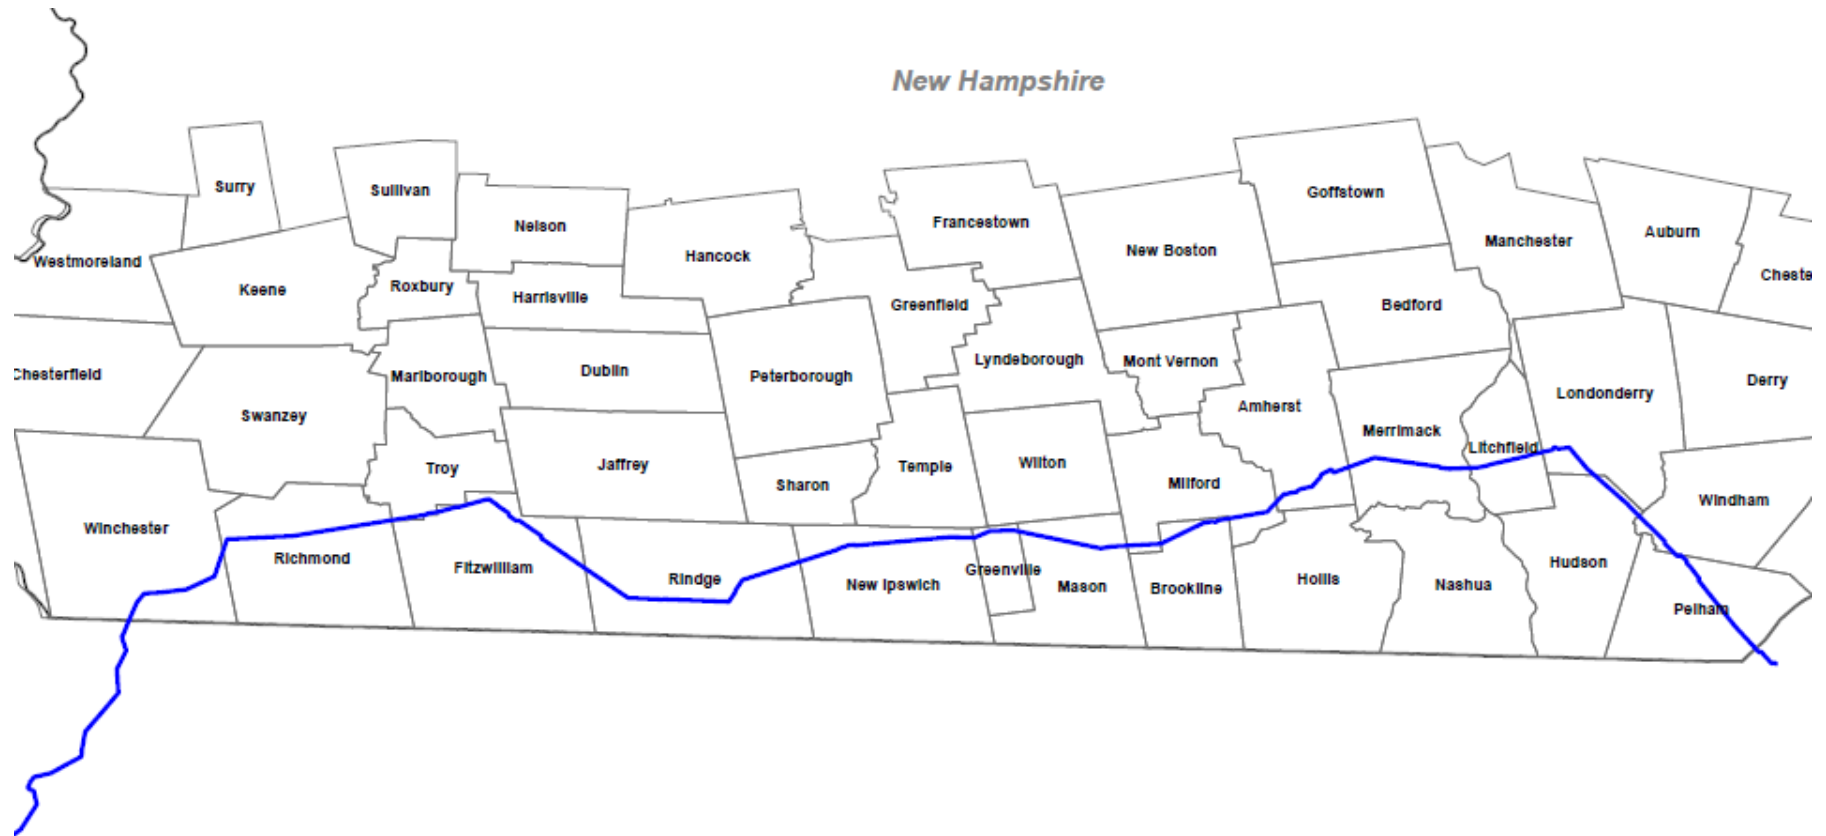 New Hampshire
Surry
Sullivan
Goffstown
Nelson
Francestown
Auburn
Manchester
New Boston
Hancock
Westmoreland
Cheste
Roxbury
Keene
Harrisville
Greenfield
Bedford
Lyndeborough
Mont Vernon
Chesterfield
Marlborough
Dublin
Peterborough
Derry
Londonderry
Swanzey
Amherst
Merrimack
Litchfield
Troy
Jaffrey
Temple
Wilton
Sharon
Milford
Windham
Winchester
Richmond
Fitzwilliam
Rindge
New Ipswich
Greenville
Mason
Brookline
Hollis
Nashua
Hudson
Pelham